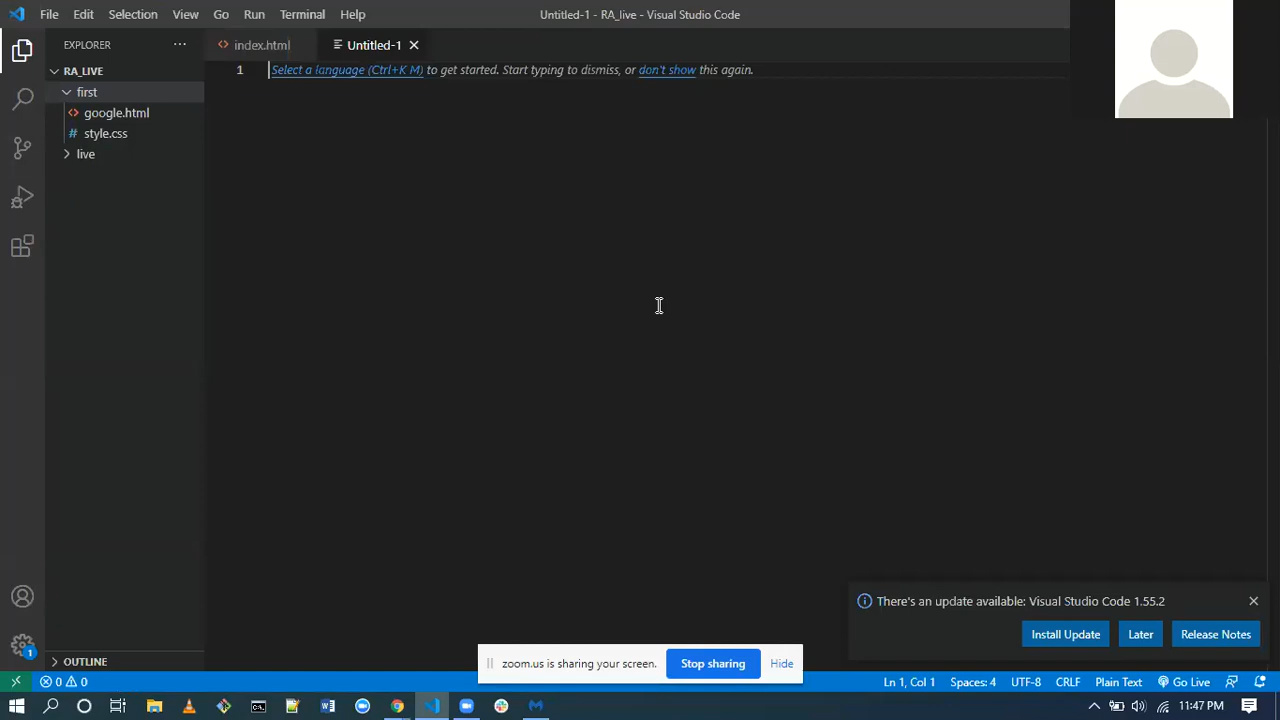 File Edit Selection View Go Run Terminal Help Untitled-1 - RA_live - Visual Studio Code
EXPLORER
RA_LIVE
first
google.html
style.css
live
OUTLINE
index.html Untitled-1
1 Select a language (Ctrl+K M) to get started. Start typing to dismiss, or don't show this again.
There's an update available: Visual Studio Code 1.55.2
Install Update Later Release Notes
zoom.us is sharing your screen. Stop sharing Hide
1
0 0 Ln 1, Col 1 Spaces: 4 UTF-8 CRLF Plain Text Go Live
11:47 PM